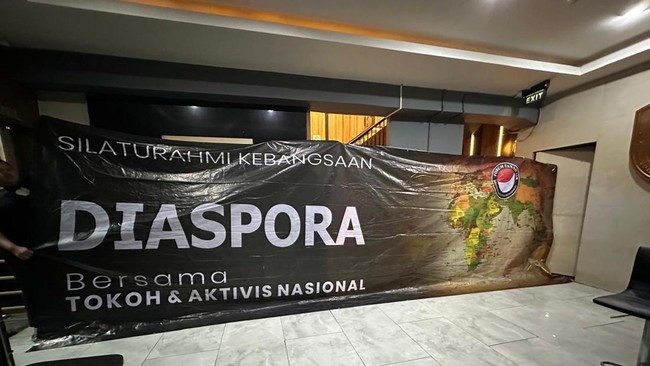 SILATURAHMI KEBANGSAAN
DIASPORA
Bersama
TOKOH & AKTIVIS NASIONAL
EXIT